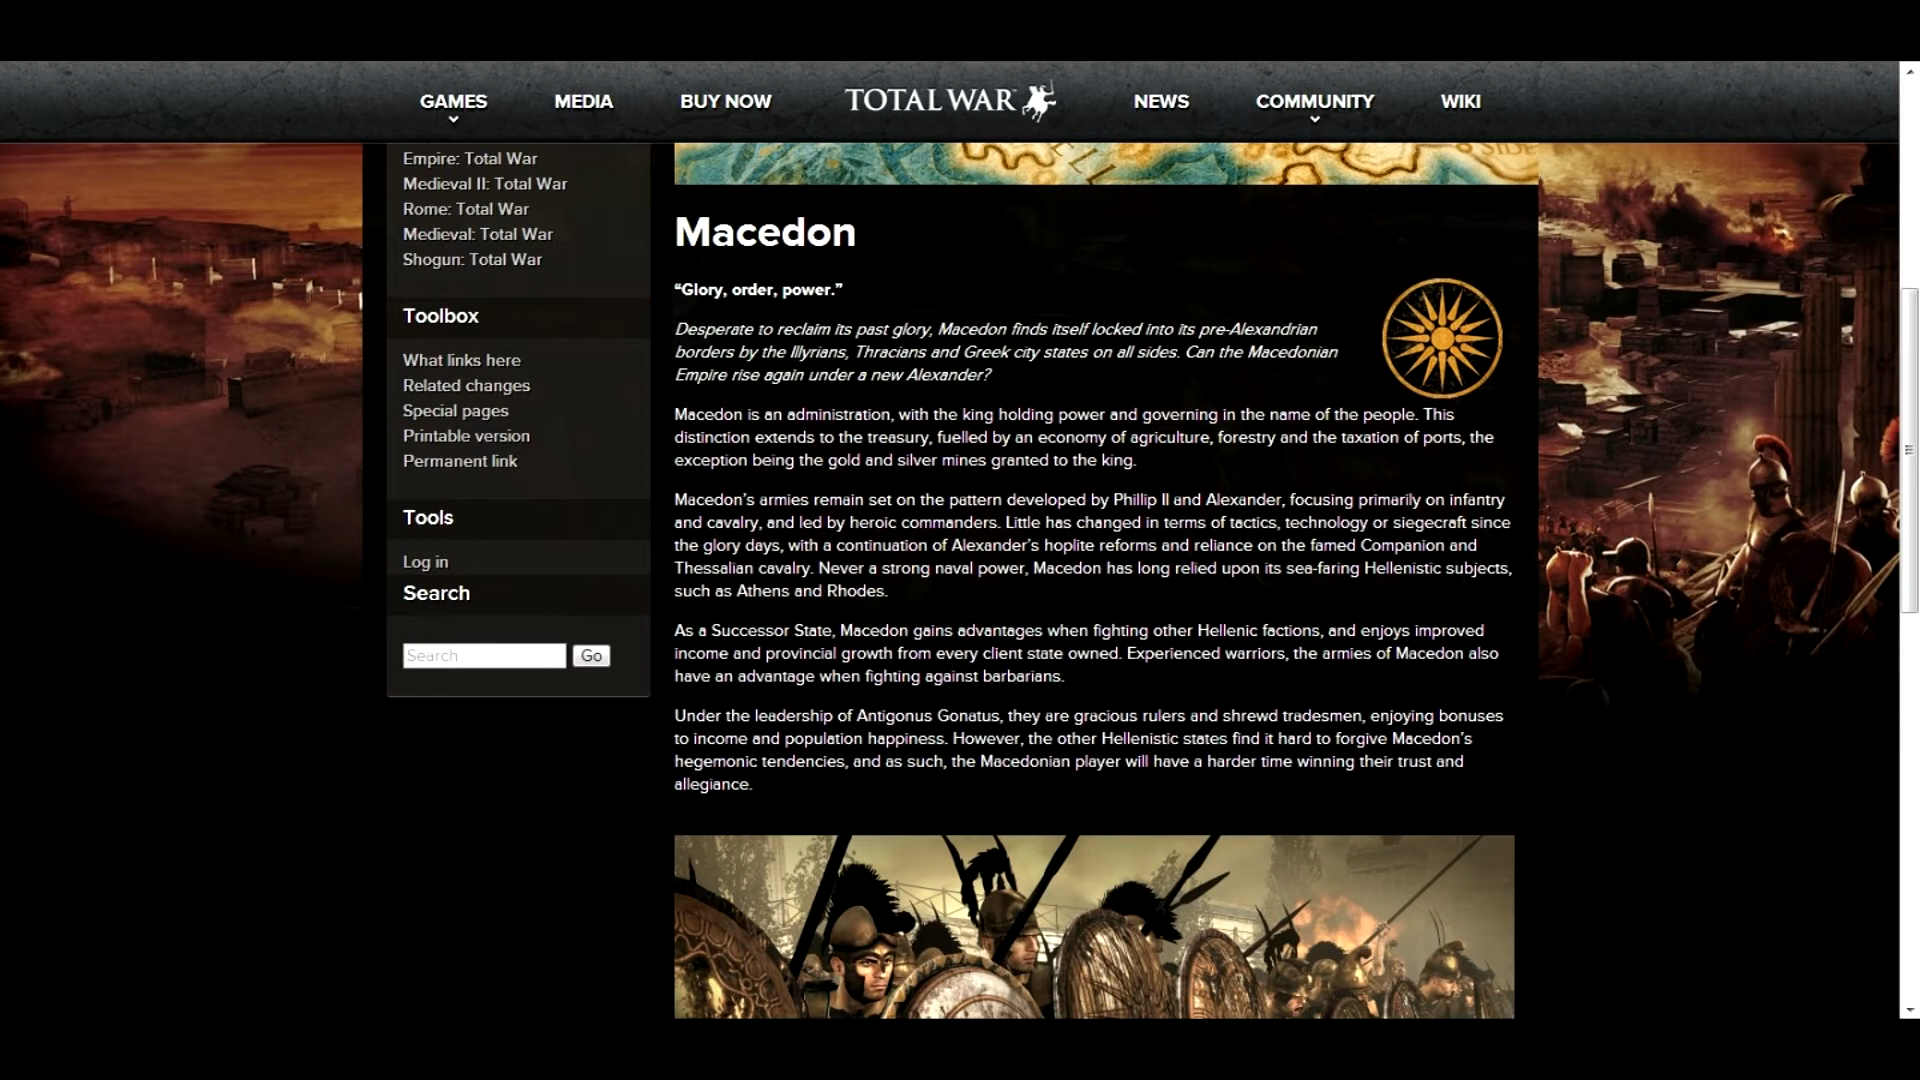 GAMES
MEDIA
BUY NOW
TOTAL WAR
NEWS
COMMUNITY
WIKI
Empire: Total War
Medieval II: Total War
Rome: Total War
Medieval: Total War
Shogun: Total War
Toolbox
What links here
Related changes
Special pages
Printable version
Permanent link
Tools
Log in
Search
Search
Go
Macedon
“Glory, order, power.”
Desperate to reclaim its past glory, Macedon finds itself locked into its pre-Alexandrian
borders by the Illyrians, Thracians and Greek city states on all sides. Can the Macedonian
Empire rise again under a new Alexander?
Macedon is an administration, with the king holding power and governing in the name of the people. This
distinction extends to the treasury, fuelled by an economy of agriculture, forestry and the taxation of ports, the
exception being the gold and silver mines granted to the king.
Macedon’s armies remain set on the pattern developed by Phillip II and Alexander, focusing primarily on infantry
and cavalry, and led by heroic commanders. Little has changed in terms of tactics, technology or siegecraft since
the glory days, with a continuation of Alexander’s hoplite reforms and reliance on the famed Companion and
Thessalian cavalry. Never a strong naval power, Macedon has long relied upon its sea-faring Hellenistic subjects,
such as Athens and Rhodes.
As a Successor State, Macedon gains advantages when fighting other Hellenic factions, and enjoys improved
income and provincial growth from every client state owned. Experienced warriors, the armies of Macedon also
have an advantage when fighting against barbarians.
Under the leadership of Antigonus Gonatus, they are gracious rulers and shrewd tradesmen, enjoying bonuses
to income and population happiness. However, the other Hellenistic states find it hard to forgive Macedon’s
hegemonic tendencies, and as such, the Macedonian player will have a harder time winning their trust and
allegiance.